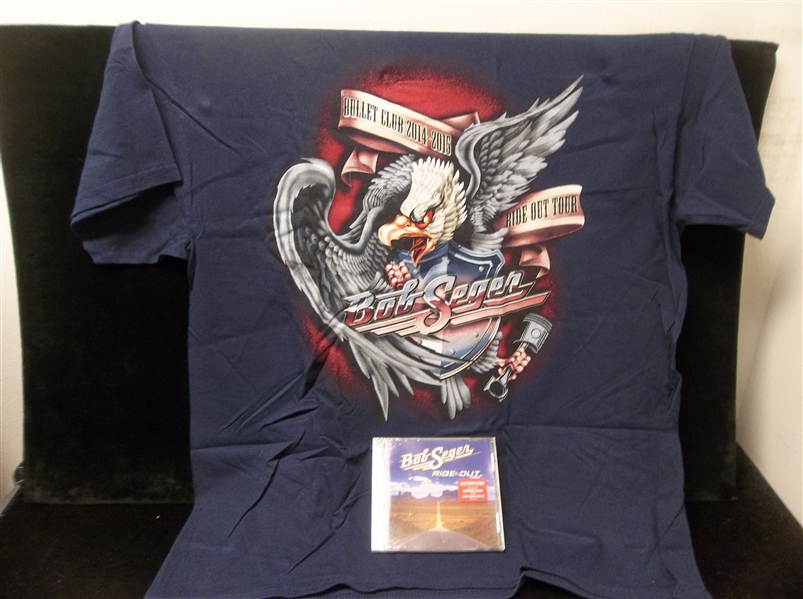 BULLET CLUB 2014-2015
RIDE OUT TOUR
Bob Seger
Bob Seger
RIDE OUT